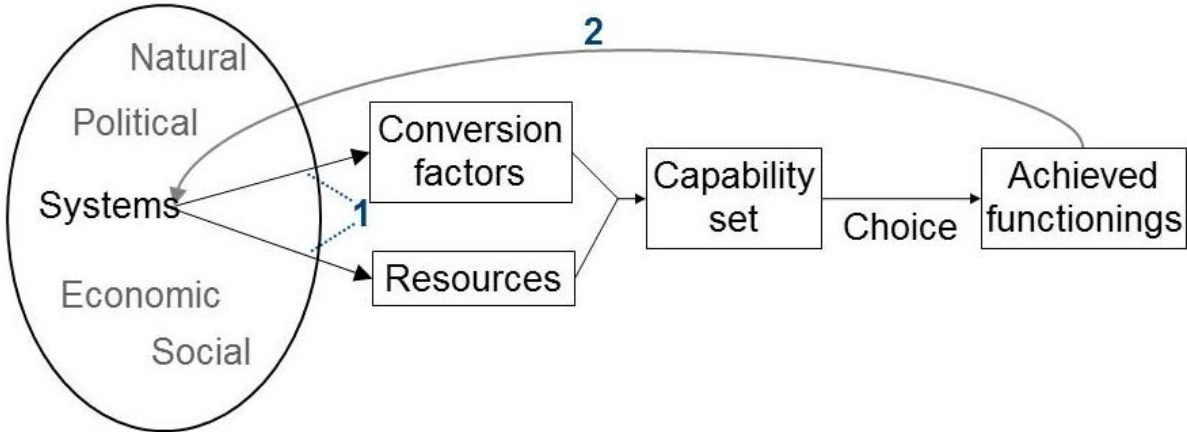 2
Natural
Political
Systems
Economic
Social
1
Conversion
factors
Resources
Capability
set
Choice
Achieved
functionings